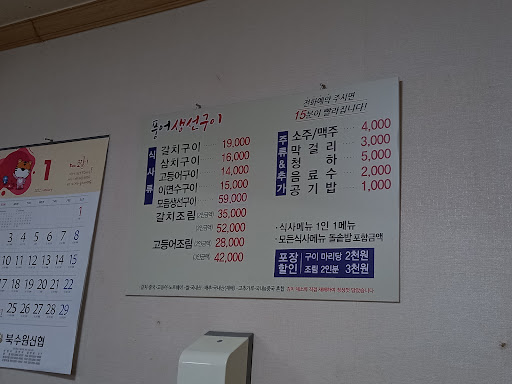 풍어생선구이
전화예약 주시면
15분이 빨라집니다!
식사류
갈치구이 19,000
삼치구이 16,000
고등어구이 14,000
이면수구이 15,000
모듬생선구이 59,000
갈치조림 35,000
52,000
고등어조림 28,000
42,000
주류&추가
소주/맥주 4,000
막걸리 3,000
청하 5,000
음료수 2,000
공기밥 1,000
·식사메뉴 1인 1메뉴
·모든식사메뉴 돌솥밥 포함금액
포장 할인
구이 마리당 2천원
조림 2인분 3천원
1
1
3 4 5 6 7 8
10 11 12 13 14 15
17 18 19 20 21 22
25 26 27 28 29
북수원신협